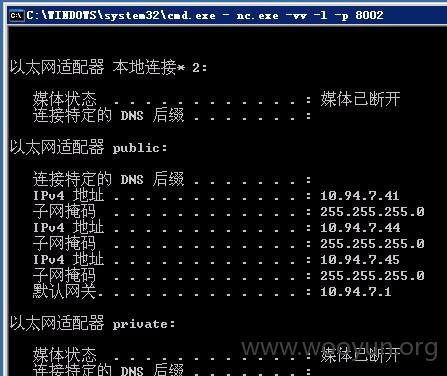 C:\WINDOWS\system32\cmd.exe - nc.exe -vv -l -p 8002
以太网适配器 本地连接* 2:
媒体状态 . . . . . . . . . . . . : 媒体已断开
连接特定的 DNS 后缀 . . . . . . . :
以太网适配器 public:
连接特定的 DNS 后缀 . . . . . . . :
IPv4 地址 . . . . . . . . . . . . : 10.94.7.41
子网掩码 . . . . . . . . . . . . : 255.255.255.0
IPv4 地址 . . . . . . . . . . . . : 10.94.7.44
子网掩码 . . . . . . . . . . . . : 255.255.255.0
IPv4 地址 . . . . . . . . . . . . : 10.94.7.45
子网掩码 . . . . . . . . . . . . : 255.255.255.0
默认网关. . . . . . . . . . . . . : 10.94.7.1
以太网适配器 private:
媒体状态 . . . . . . . . . . . . : 媒体已断开
连接特定的 DNS 后缀 . . . . . . . :
www.wooyun.org